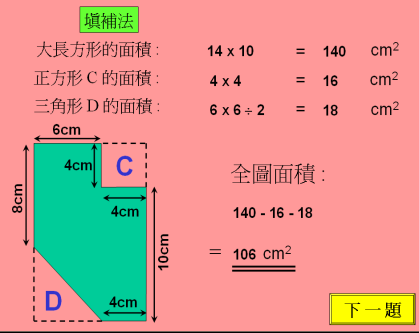 填補法
大長方形的面積 : 14 x 10 = 140 cm2
正方形 C 的面積 : 4 x 4 = 16 cm2
三角形 D 的面積 : 6 x 6 ÷ 2 = 18 cm2
6cm
4cm
C
8cm
4cm
10cm
D
4cm
全圖面積 :
140 - 16 - 18
= 106 cm2
下一題